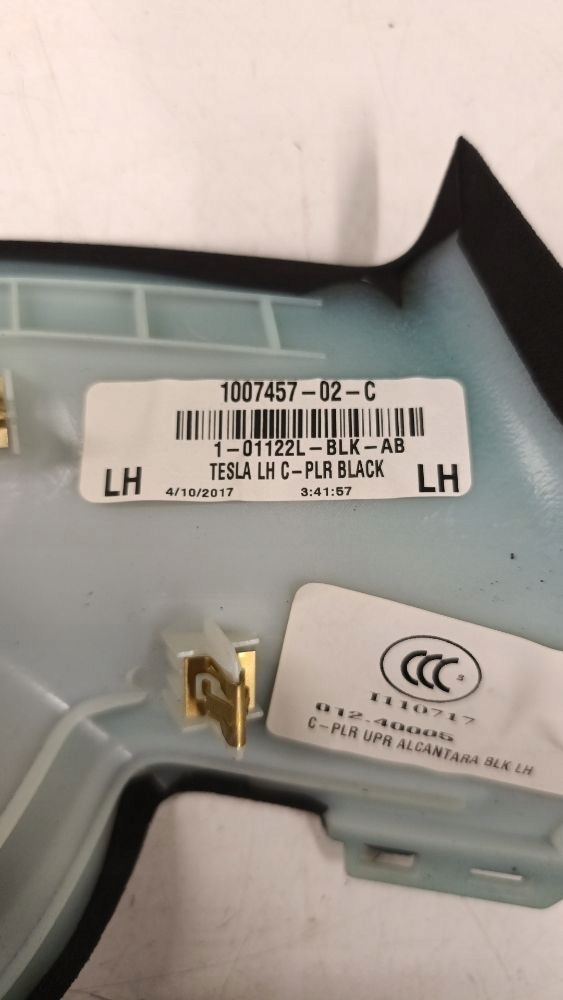 1007457-02-C
1-01122L-BLK-AB
TESLA LH C-PLR BLACK
LH 4/10/2017 3:41:57 LH
CCC S
I110717
012.40005
C-PLR UPR ALCANTARA BLK LH